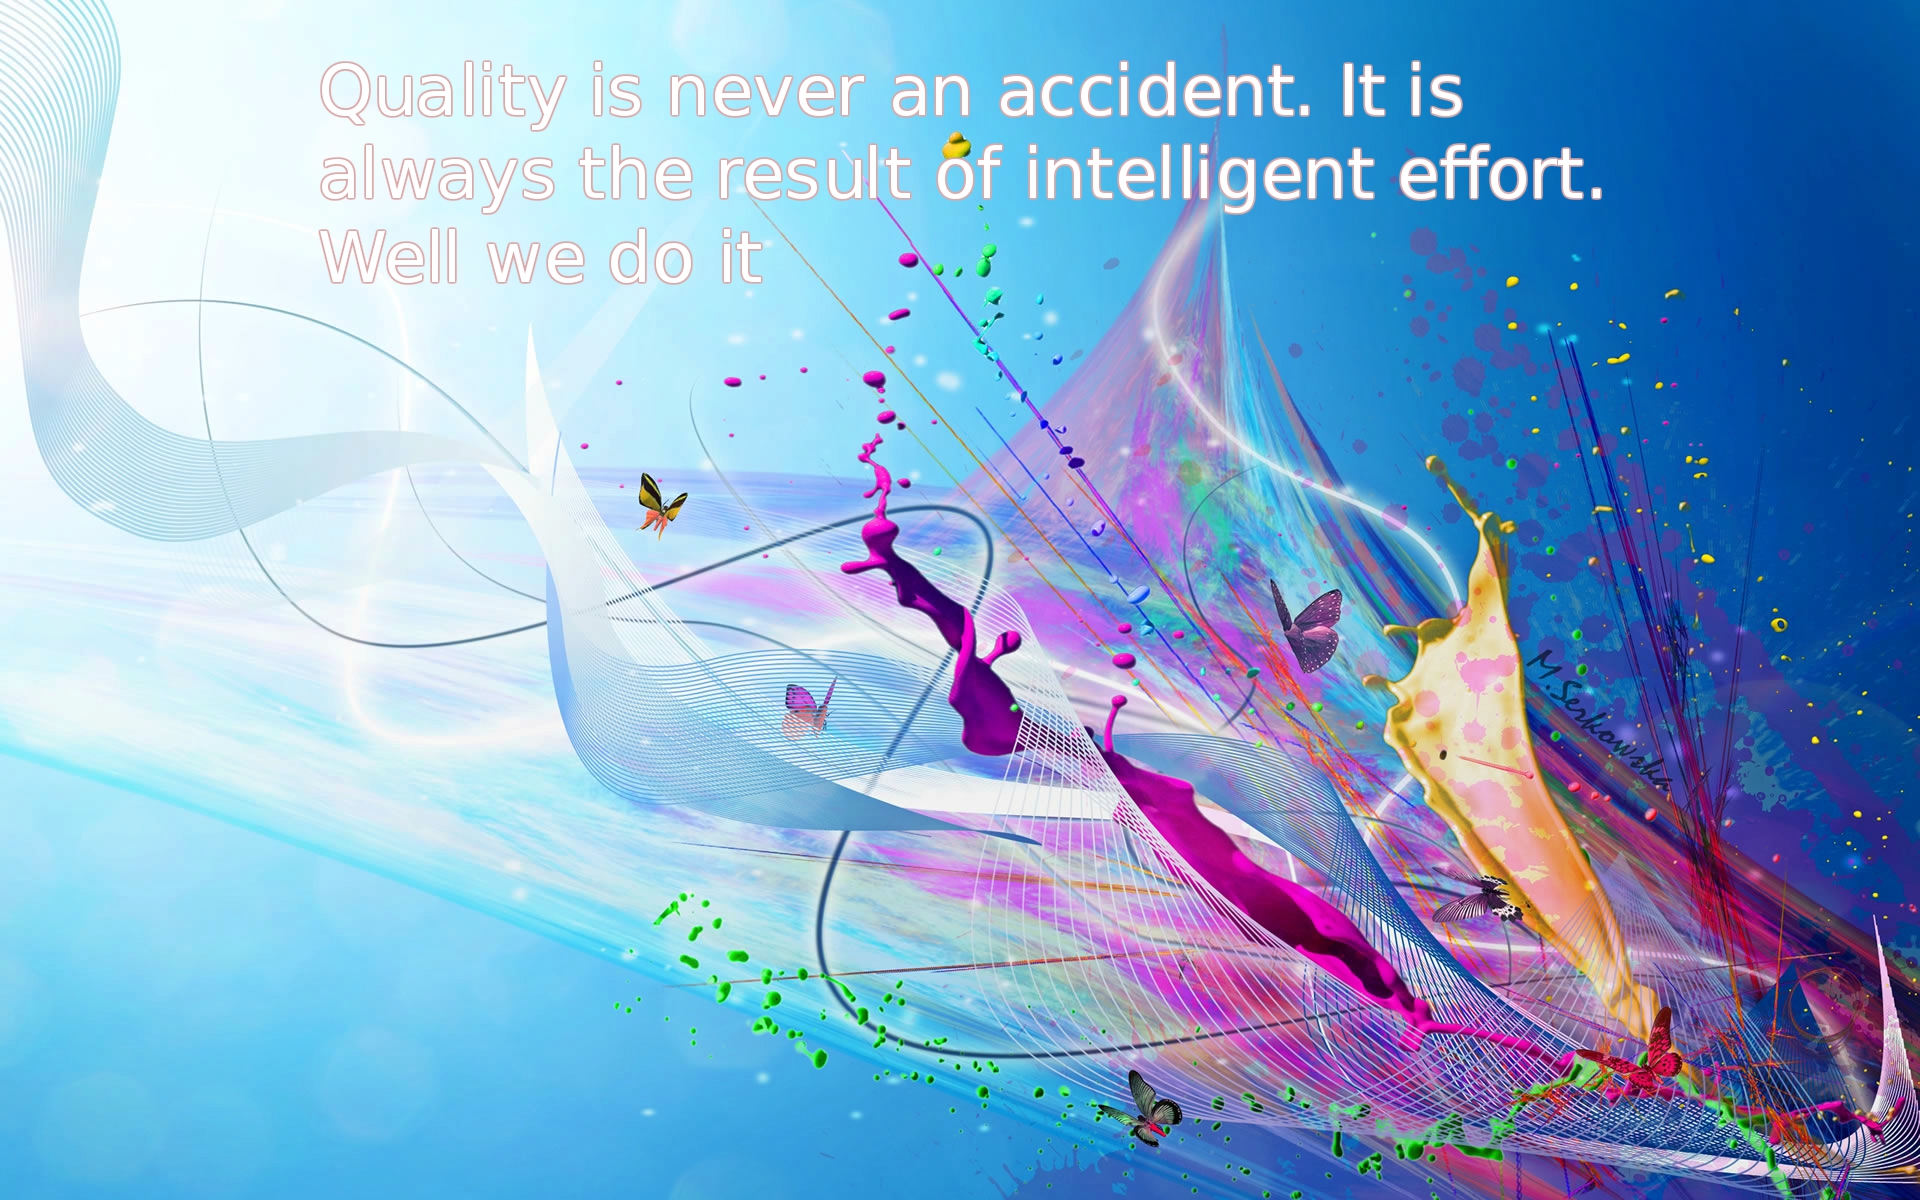 Quality is never an accident. It is
always the result of intelligent effort.
Well we do it
M.Serkowska